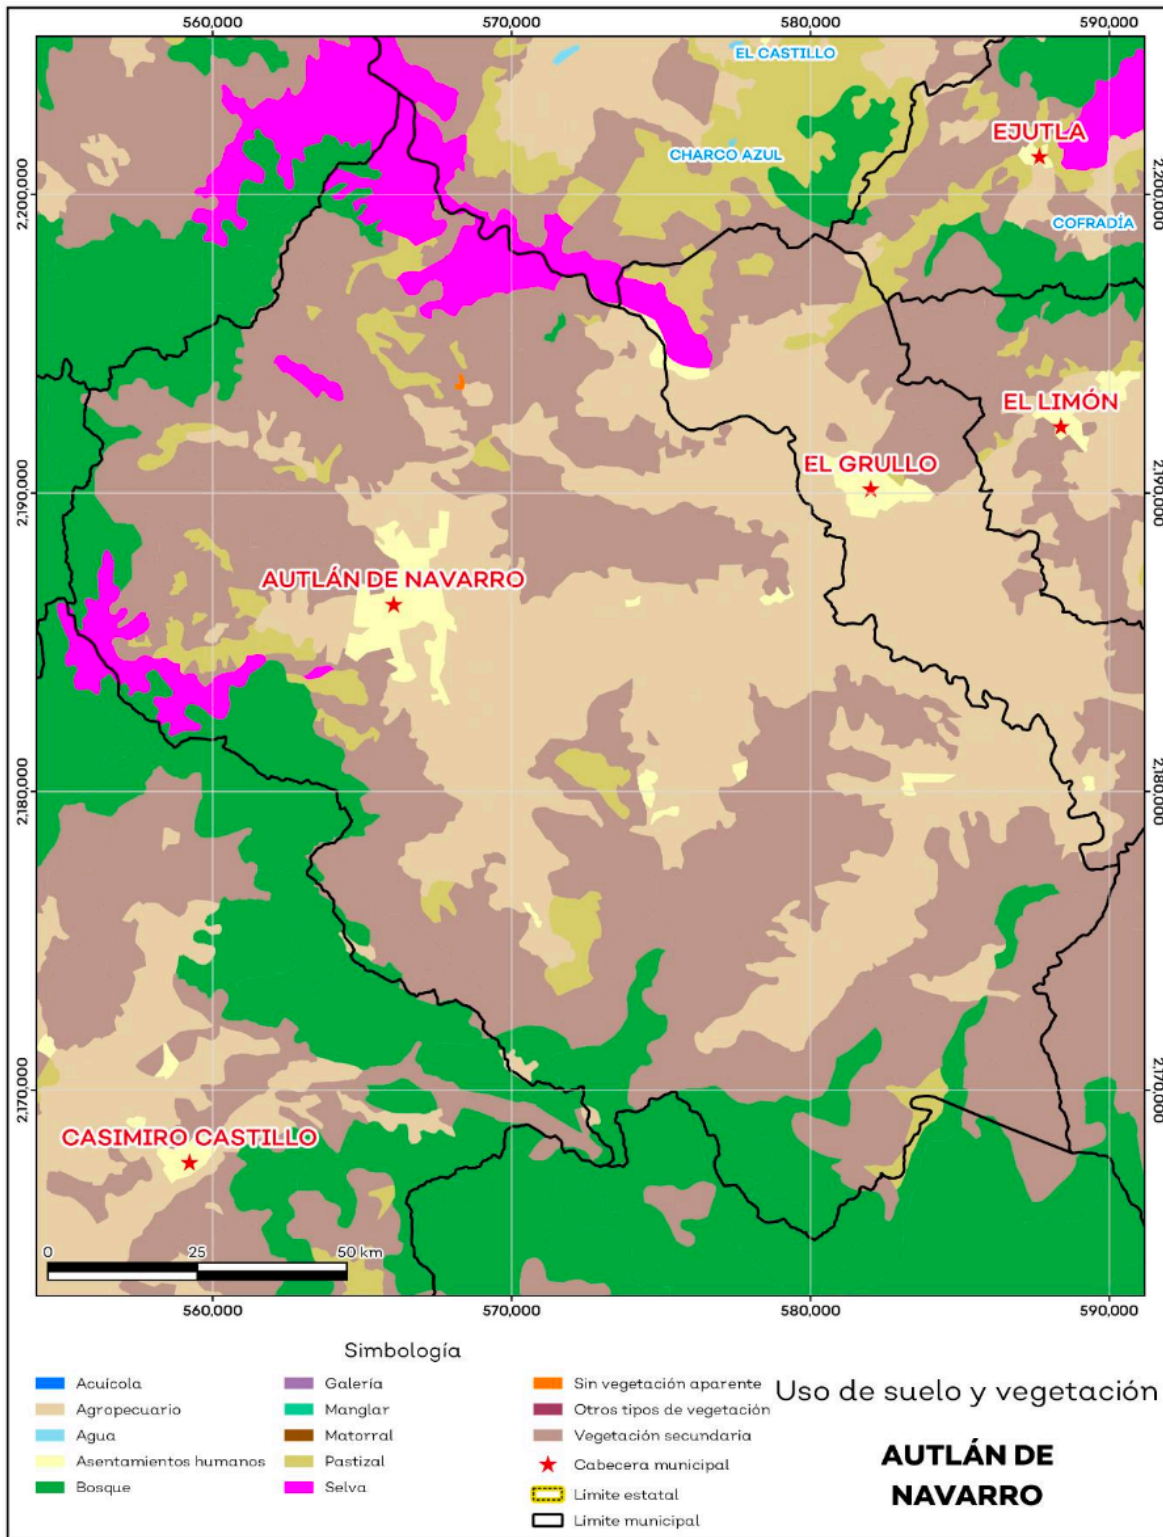 560,000 570,000 580,000 590,000
EL CASTILLO
EJUTLA
CHARCO AZUL
2,200,000 2,200,000
COFRADÍA
EL LIMÓN
EL GRULLO
2,190,000 2,190,000
AUTLÁN DE NAVARRO
2,180,000 2,180,000
2,170,000 2,170,000
CASIMIRO CASTILLO
0 25 50 km
560,000 570,000 580,000 590,000
Simbología
Acuícola
Agropecuario
Agua
Asentamientos humanos
Bosque
Galería
Manglar
Matorral
Pastizal
Selva
Sin vegetación aparente
Otros tipos de vegetación
Vegetación secundaria
Cabecera municipal
Limite estatal
Limite municipal
Uso de suelo y vegetación
AUTLÁN DE
NAVARRO